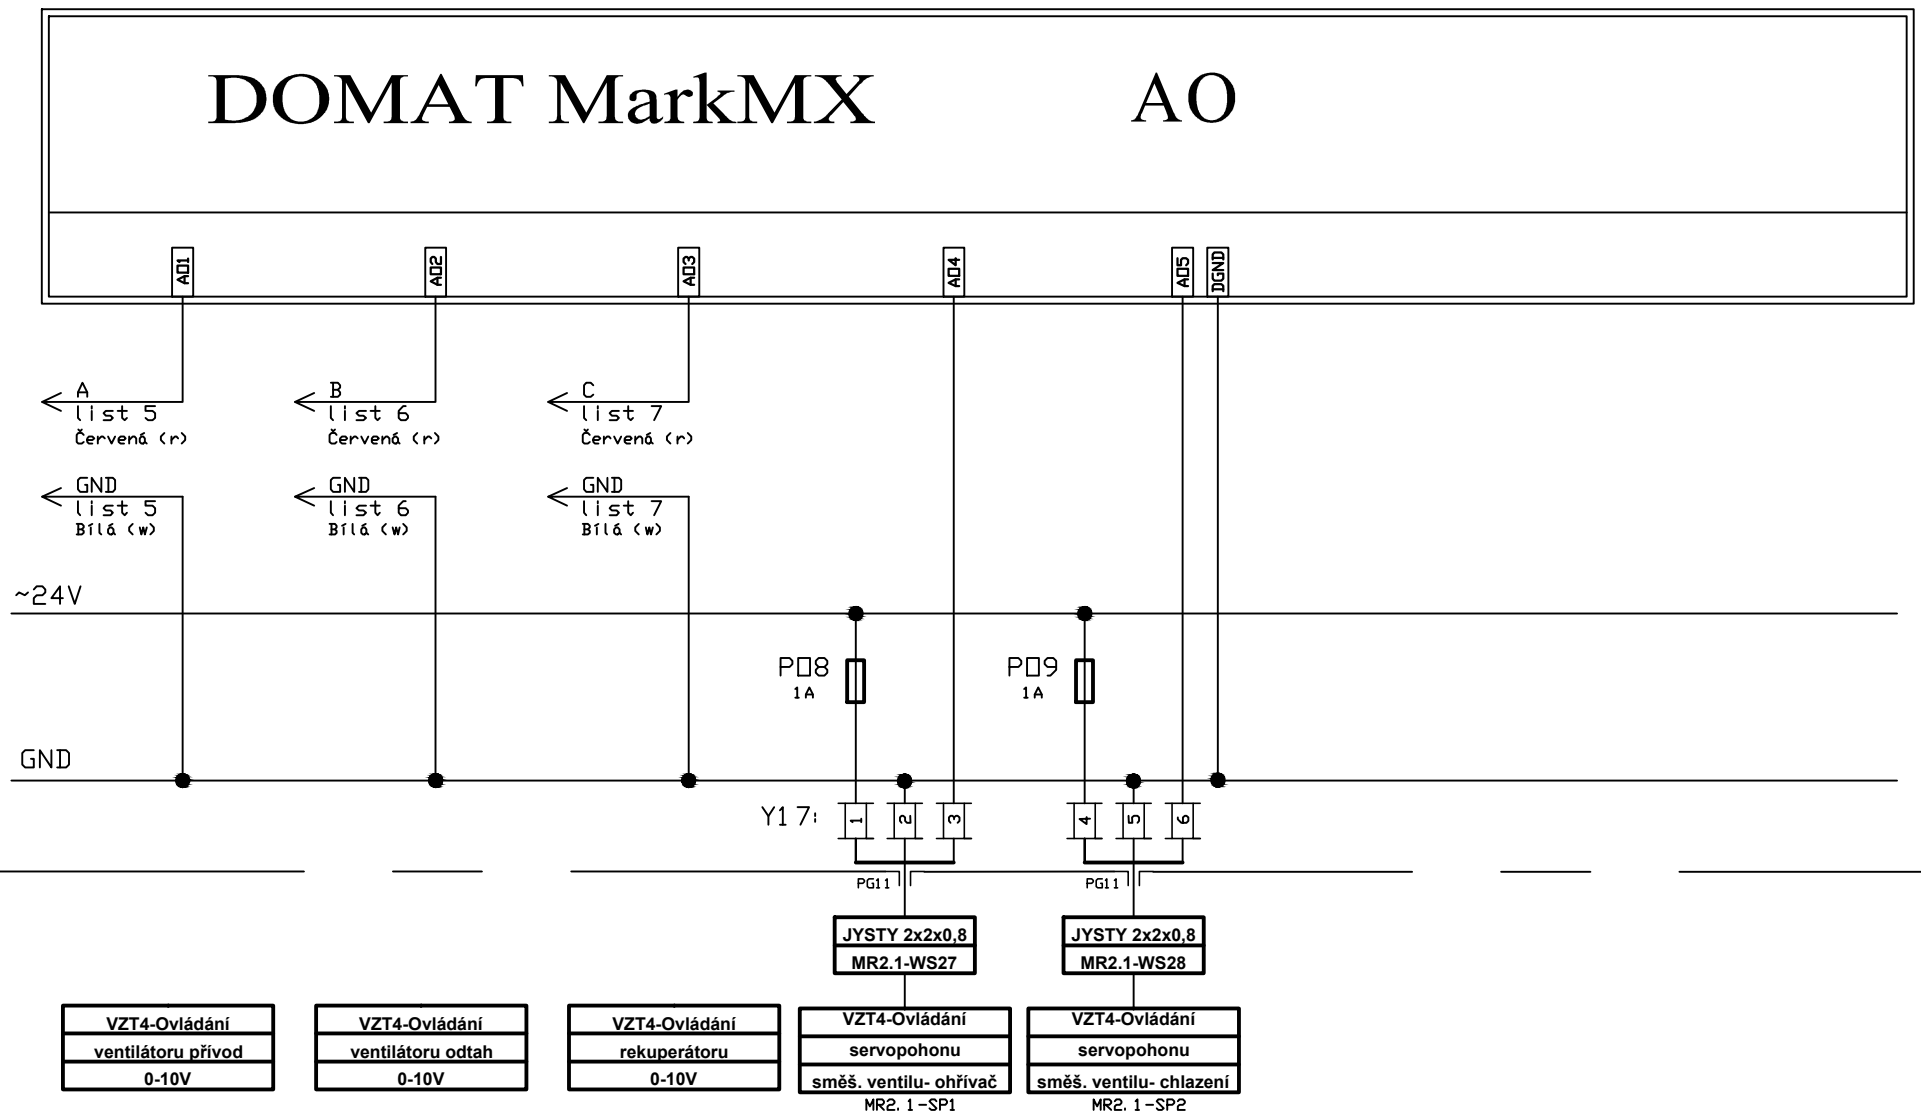 DOMAT MarkMX AO
AO1 AO2 AO3 AO4 AO5 DGND
A
list 5
Červená (r)
B
list 6
Červená (r)
C
list 7
Červená (r)
GND
list 5
Bílá (w)
GND
list 6
Bílá (w)
GND
list 7
Bílá (w)
~24V
PO8
1A
PO9
1A
GND
Y17: 1 2 3 4 5 6
PG11 PG11
JYSTY 2x2x0,8
MR2.1-WS27
JYSTY 2x2x0,8
MR2.1-WS28
VZT4-Ovládání
ventilátoru přívod
0-10V
VZT4-Ovládání
ventilátoru odtah
0-10V
VZT4-Ovládání
rekuperátoru
0-10V
VZT4-Ovládání
servopohonu
směš. ventilu- ohřívač
MR2.1-SP1
VZT4-Ovládání
servopohonu
směš. ventilu- chlazení
MR2.1-SP2